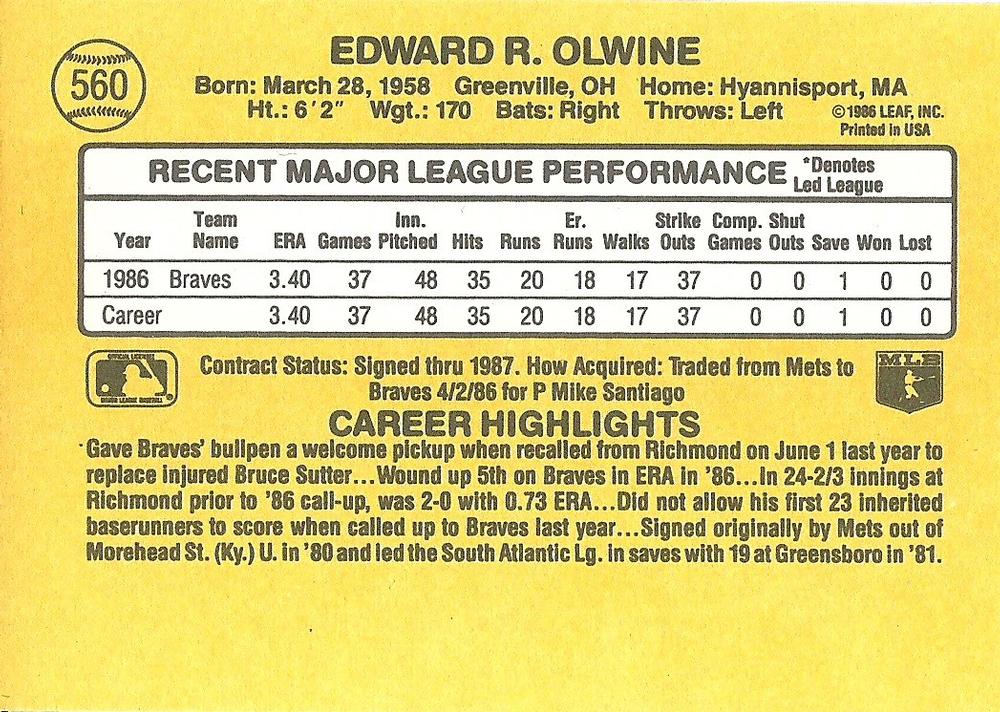 EDWARD R. OLWINE
560
Born: March 28, 1958 Greenville, OH Home: Hyannisport, MA
Ht.: 6'2" Wgt.: 170 Bats: Right Throws: Left
©1986 LEAF, INC.
Printed in USA
RECENT MAJOR LEAGUE PERFORMANCE *Denotes
Led League
Year Team Name ERA Games Inn. Pitched Hits Runs Er. Runs Walks Strike Outs Comp. Games Shut Outs Save Won Lost
1986 Braves 3.40 37 48 35 20 18 17 37 0 0 1 0 0
Career 3.40 37 48 35 20 18 17 37 0 0 1 0 0
OFFICIAL LICENSEE
MAJOR LEAGUE BASEBALL
®
MLB
Contract Status: Signed thru 1987. How Acquired: Traded from Mets to
Braves 4/2/86 for P Mike Santiago
CAREER HIGHLIGHTS
Gave Braves' bullpen a welcome pickup when recalled from Richmond on June 1 last year to
replace injured Bruce Sutter...Wound up 5th on Braves in ERA in '86...In 24-2/3 innings at
Richmond prior to '86 call-up, was 2-0 with 0.73 ERA...Did not allow his first 23 inherited
baserunners to score when called up to Braves last year...Signed originally by Mets out of
Morehead St. (Ky.) U. in '80 and led the South Atlantic Lg. in saves with 19 at Greensboro in '81.